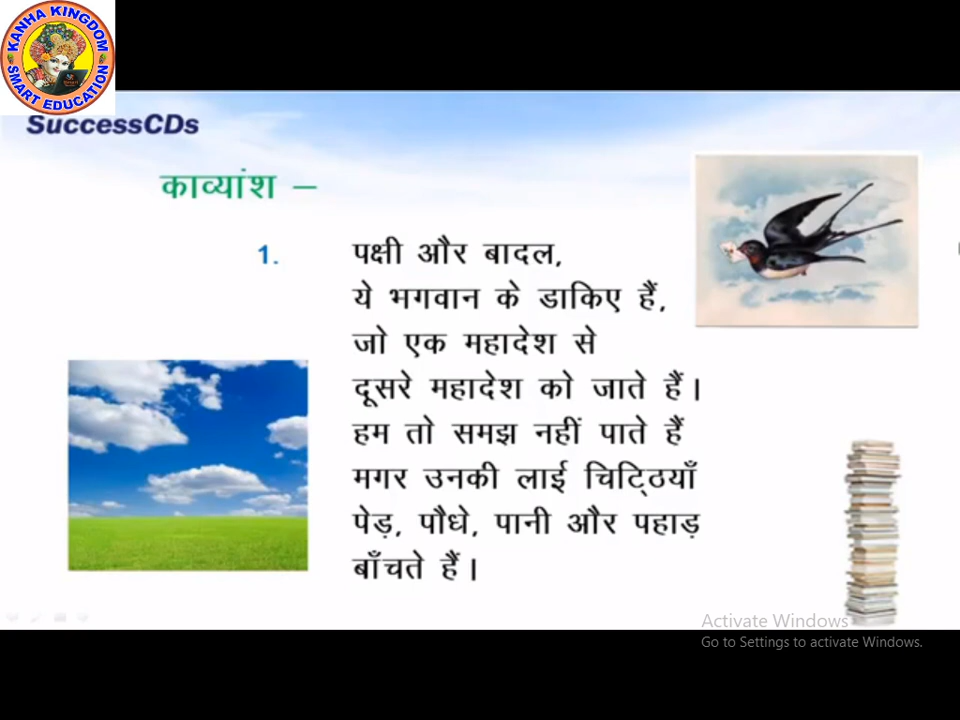 KANHA KINGDOM
SMART EDUCATION
SuccessCDs
काव्यांश –
1.
पक्षी और बादल,
ये भगवान के डाकिए हैं,
जो एक महादेश से
दूसरे महादेश को जाते हैं।
हम तो समझ नहीं पाते हैं
मगर उनकी लाई चिट्ठियाँ
पेड़, पौधे, पानी और पहाड़
बाँचते हैं।
Activate Windows
Go to Settings to activate Windows.